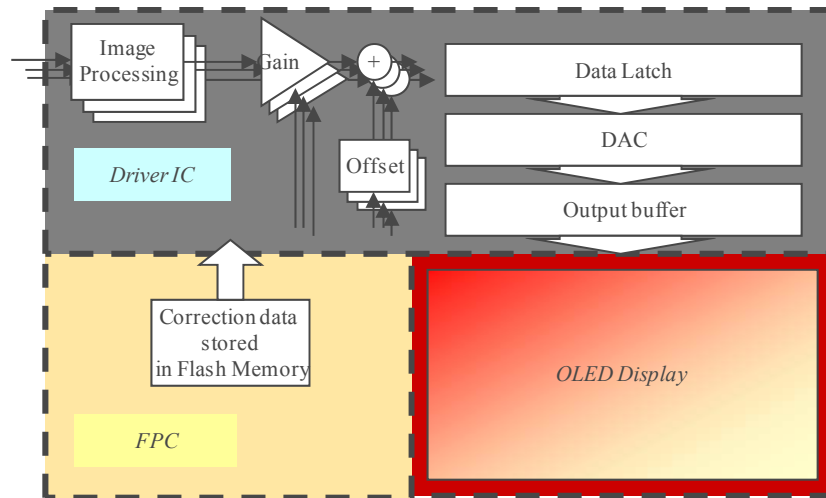 Image
Processing
Gain
+
Data Latch
DAC
Driver IC
Offset
Output buffer
Correction data
stored
in Flash Memory
OLED Display
FPC